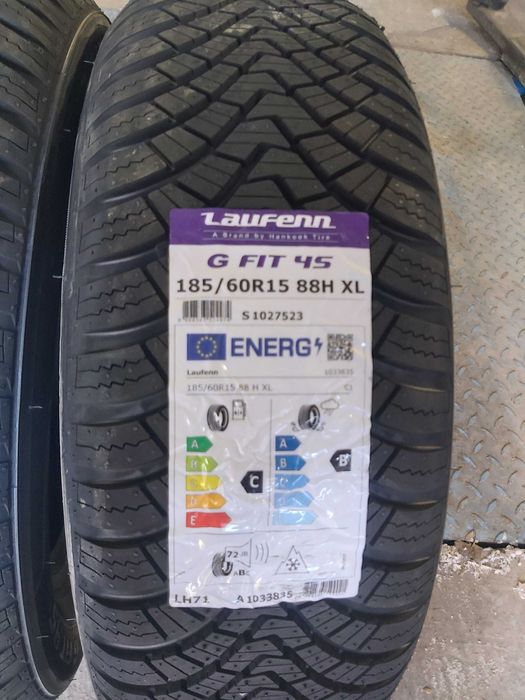 Laufenn
A Brand by Hankook Tire
G FIT 4S
185/60R15 88H XL
S 1027523
ENERG
Laufenn
1033835
185/60R15 88 H XL
C1
A
A
B
B
B
C
C
C
D
D
E
E
72 dB
ABC
LH71
A 1033835